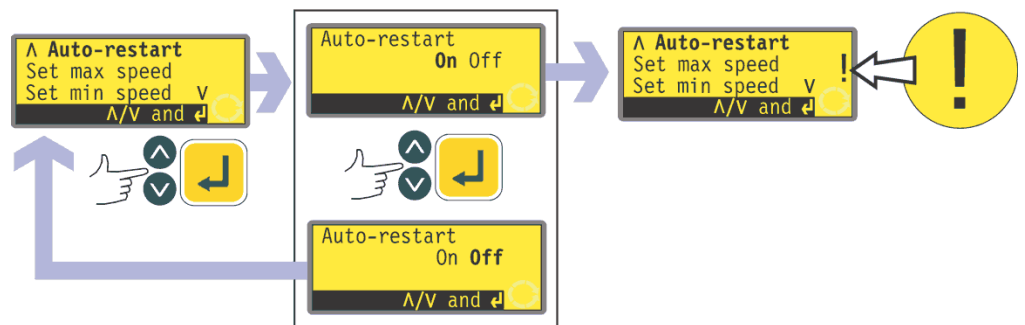 Λ Auto-restart
Set max speed
Set min speed V
Λ/V and ↵
Auto-restart
On Off
Λ/V and ↵
Auto-restart
On Off
Λ/V and ↵
Λ Auto-restart
Set max speed !
Set min speed V
Λ/V and ↵
!